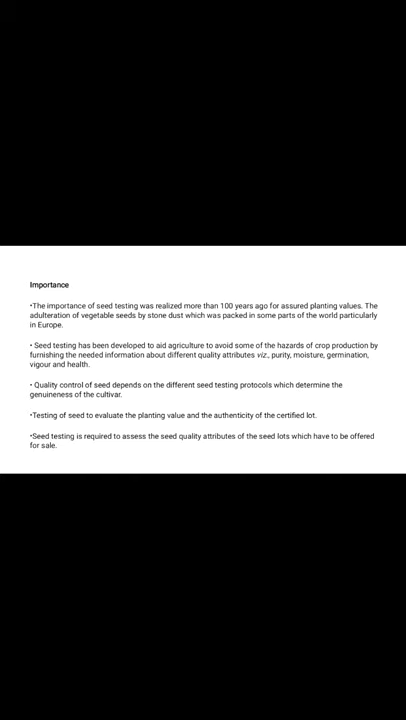 Importance
•The importance of seed testing was realized more than 100 years ago for assured planting values. The
adulteration of vegetable seeds by stone dust which was packed in some parts of the world particularly
in Europe.
• Seed testing has been developed to aid agriculture to avoid some of the hazards of crop production by
furnishing the needed information about different quality attributes viz., purity, moisture, germination,
vigour and health.
• Quality control of seed depends on the different seed testing protocols which determine the
genuineness of the cultivar.
•Testing of seed to evaluate the planting value and the authenticity of the certified lot.
•Seed testing is required to assess the seed quality attributes of the seed lots which have to be offered
for sale.